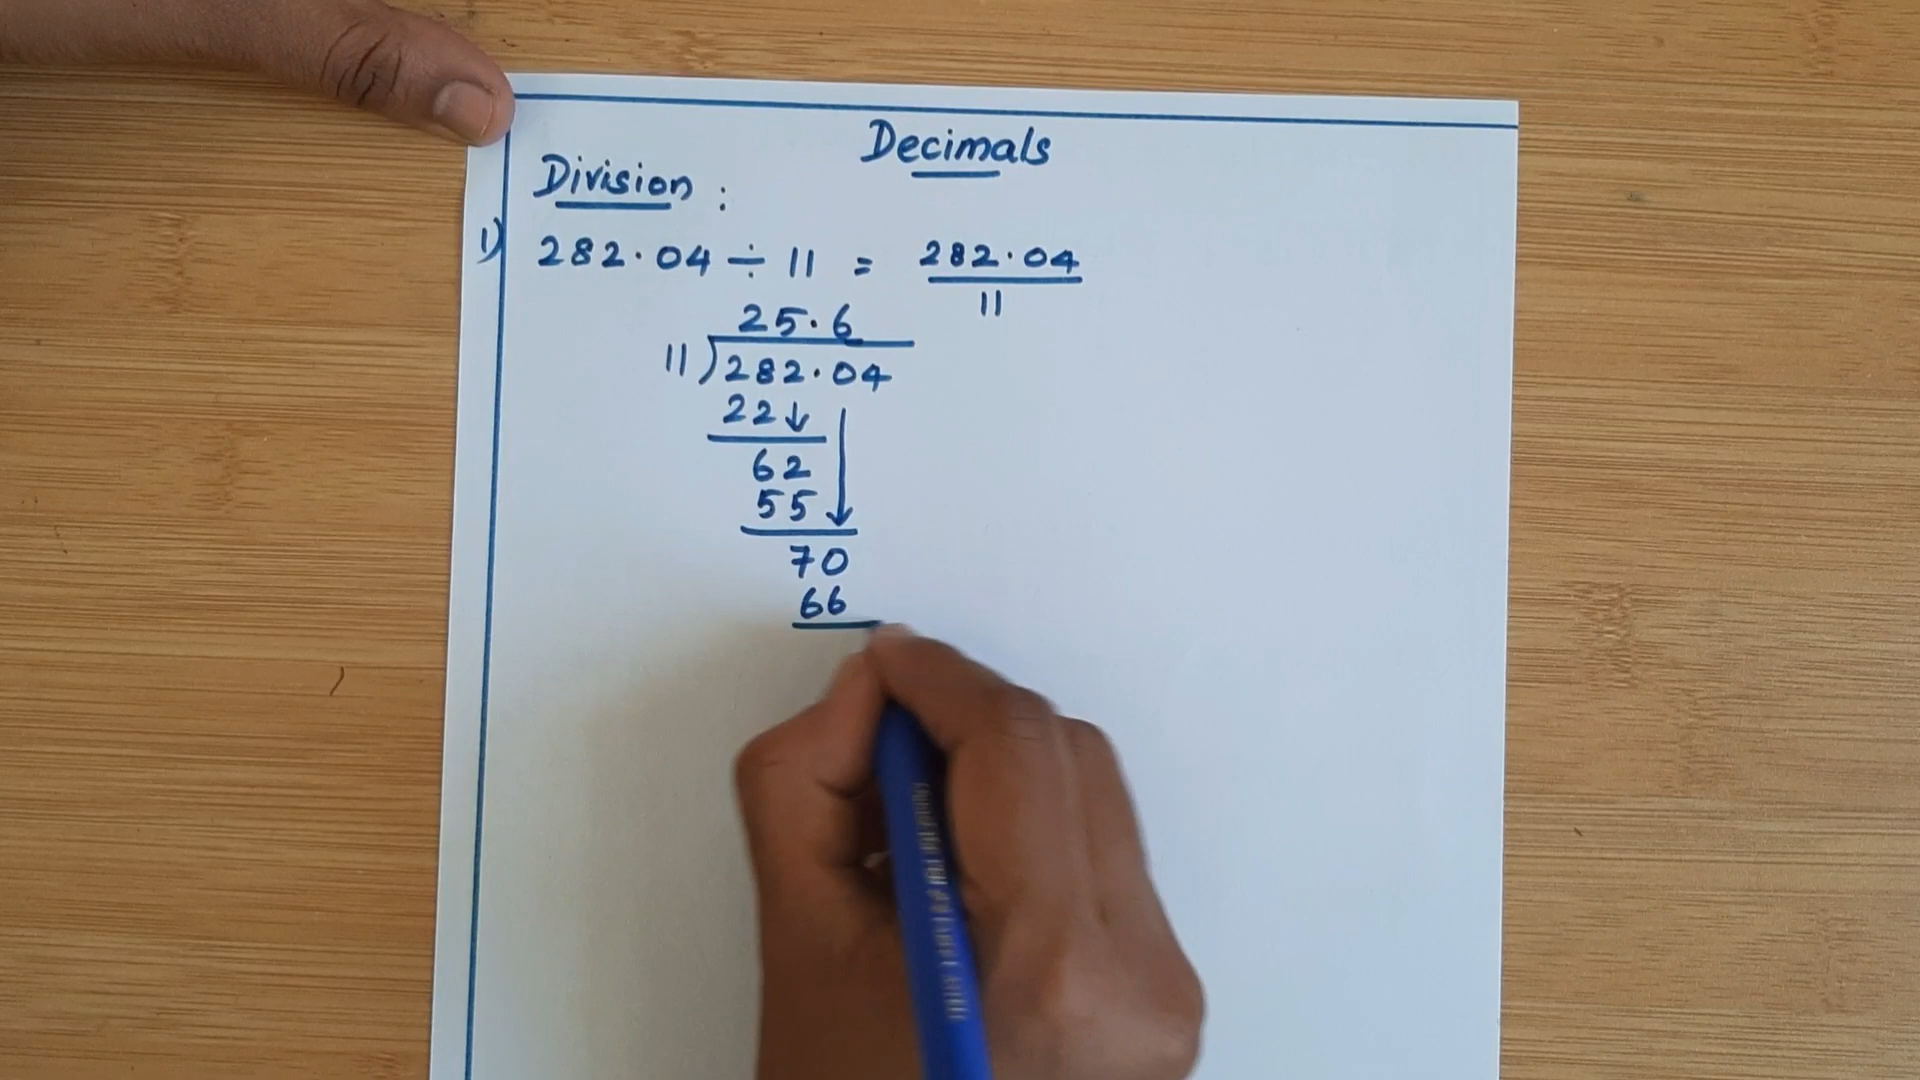 Decimals
Division :
1) 282.04 ÷ 11 = 282.04
11
25.6
11)282.04
22↓
62
55↓
70
66